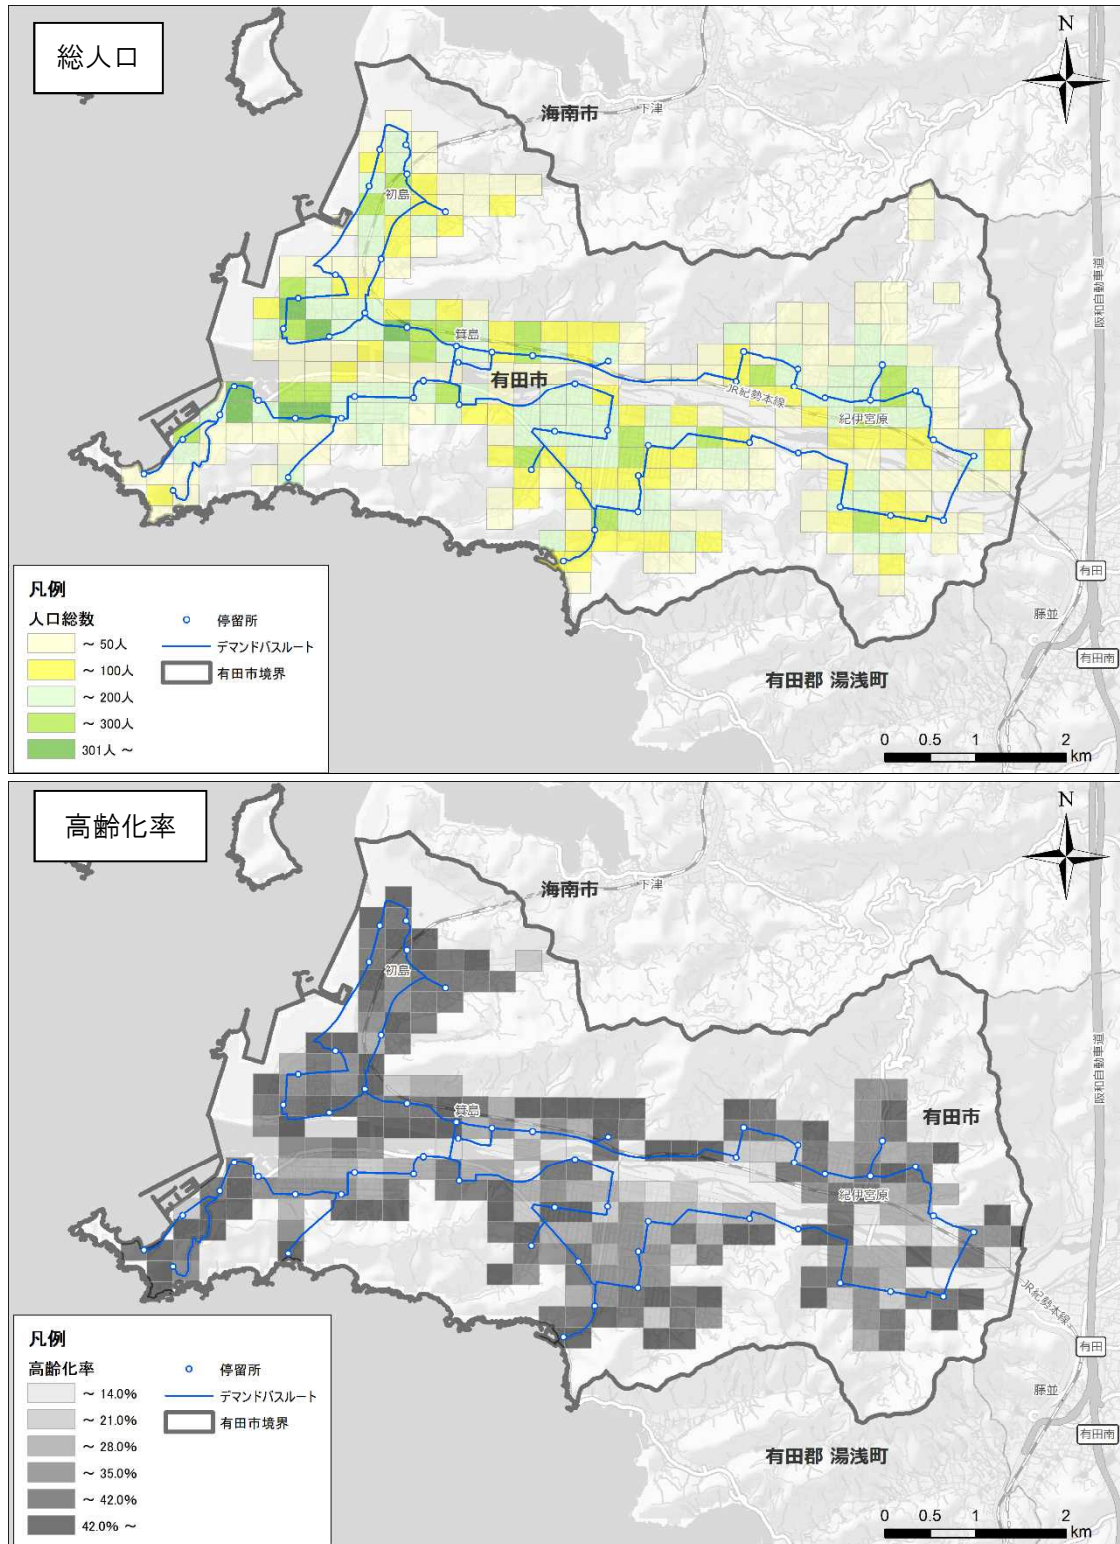 総人口
N
海南市
下津
初島
阪和自動車道
箕島
有田市
JR紀勢本線
紀伊宮原
有田
藤並
有田南
有田郡 湯浅町
凡例
人口総数
～ 50人
～ 100人
～ 200人
～ 300人
301人 ～
停留所
デマンドバスルート
有田市境界
0 0.5 1 2
km
高齢化率
N
海南市
下津
初島
阪和自動車道
箕島
有田市
紀伊宮原
JR紀勢本線
有田
藤並
有田南
有田郡 湯浅町
凡例
高齢化率
～ 14.0%
～ 21.0%
～ 28.0%
～ 35.0%
～ 42.0%
42.0% ～
停留所
デマンドバスルート
有田市境界
0 0.5 1 2
km